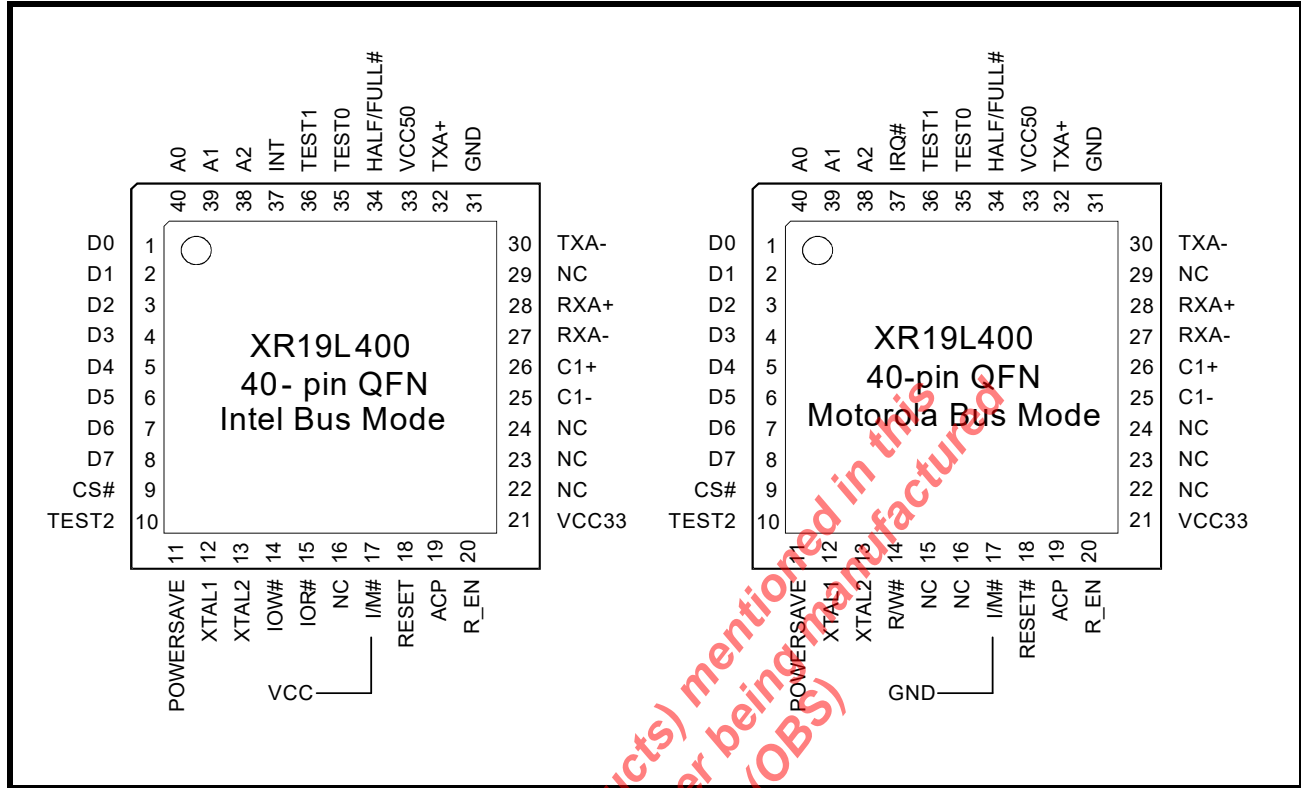 A0 A1 A2 INT TEST1 TEST0 HALF/FULL# VCC50 TXA+ GND
40 39 38 37 36 35 34 33 32 31
D0 1
D1 2
D2 3
D3 4
D4 5
D5 6
D6 7
D7 8
CS# 9
TEST2 10
XR19L400
40- pin QFN
Intel Bus Mode
30 TXA-
29 NC
28 RXA+
27 RXA-
26 C1+
25 C1-
24 NC
23 NC
22 NC
21 VCC33
11 12 13 14 15 16 17 18 19 20
POWERSAVE XTAL1 XTAL2 IOW# IOR# NC I/M# RESET ACP R_EN
VCC
A0 A1 A2 IRQ# TEST1 TEST0 HALF/FULL# VCC50 TXA+ GND
40 39 38 37 36 35 34 33 32 31
D0 1
D1 2
D2 3
D3 4
D4 5
D5 6
D6 7
D7 8
CS# 9
TEST2 10
XR19L400
40-pin QFN
Motorola Bus Mode
30 TXA-
29 NC
28 RXA+
27 RXA-
26 C1+
25 C1-
24 NC
23 NC
22 NC
21 VCC33
11 12 13 14 15 16 17 18 19 20
POWERSAVE XTAL1 XTAL2 R/W# NC NC I/M# RESET# ACP R_EN
GND
mentioned in this
being manufactured
(OBS)